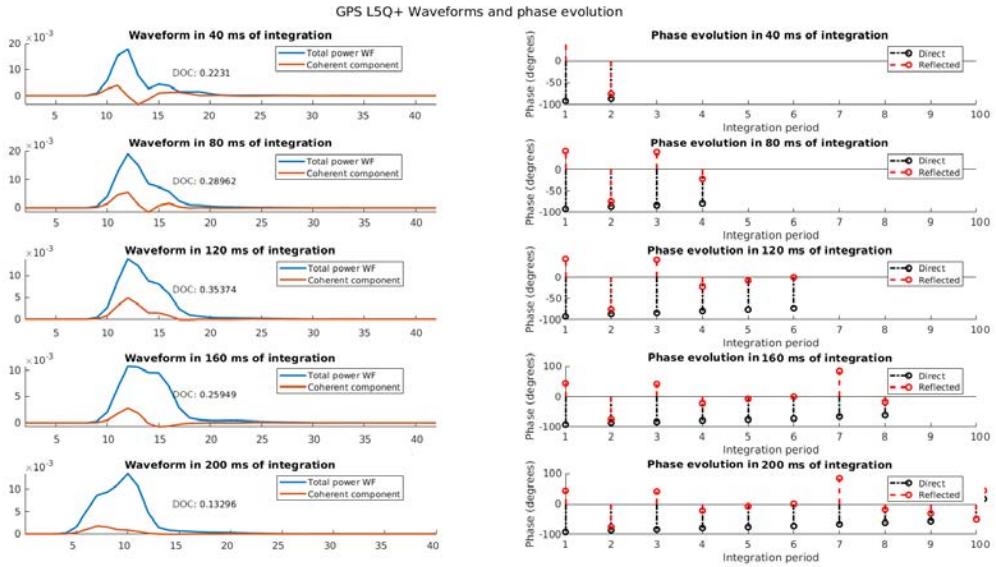 GPS L5Q+ Waveforms and phase evolution
Waveform in 40 ms of integration
×10-3
20
10
0
Total power WF
Coherent component
DOC: 0.2231
5 10 15 20 25 30 35 40
Phase evolution in 40 ms of integration
Phase (degrees)
0
-50
-100
Direct
Reflected
1 2 3 4 5 6 7 8 9 100
Integration period
Waveform in 80 ms of integration
×10-3
20
10
0
Total power WF
Coherent component
DOC: 0.28962
5 10 15 20 25 30 35 40
Phase evolution in 80 ms of integration
Phase (degrees)
0
-50
-100
Direct
Reflected
1 2 3 4 5 6 7 8 9 100
Integration period
Waveform in 120 ms of integration
×10-3
10
5
0
Total power WF
Coherent component
DOC: 0.35374
5 10 15 20 25 30 35 40
Phase evolution in 120 ms of integration
Phase (degrees)
0
-50
-100
Direct
Reflected
1 2 3 4 5 6 7 8 9 100
Integration period
Waveform in 160 ms of integration
×10-3
10
5
0
Total power WF
Coherent component
DOC: 0.25949
5 10 15 20 25 30 35 40
Phase evolution in 160 ms of integration
Phase (degrees)
100
0
-100
Direct
Reflected
1 2 3 4 5 6 7 8 9 100
Integration period
Waveform in 200 ms of integration
×10-3
10
5
0
Total power WF
Coherent component
DOC: 0.13296
5 10 15 20 25 30 35 40
Phase evolution in 200 ms of integration
Phase (degrees)
100
0
-100
Direct
Reflected
1 2 3 4 5 6 7 8 9 100
Integration period